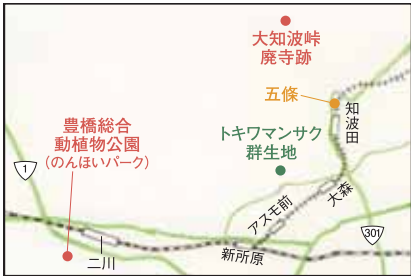 大知波峠
廃寺跡
五條
知波田
豊橋総合
動植物公園
(のんほいパーク)
トキワマンサク
群生地
1
アスモ前
大森
301
新所原
二川